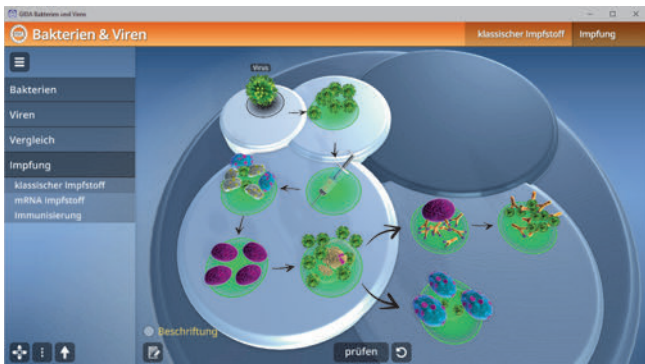 GIDA Bakterien und Viren
Bakterien & Viren
klassischer Impfstoff
Impfung
Bakterien
Viren
Vergleich
Impfung
klassischer Impfstoff
mRNA Impfstoff
Immunisierung
Virus
Beschriftung
prüfen